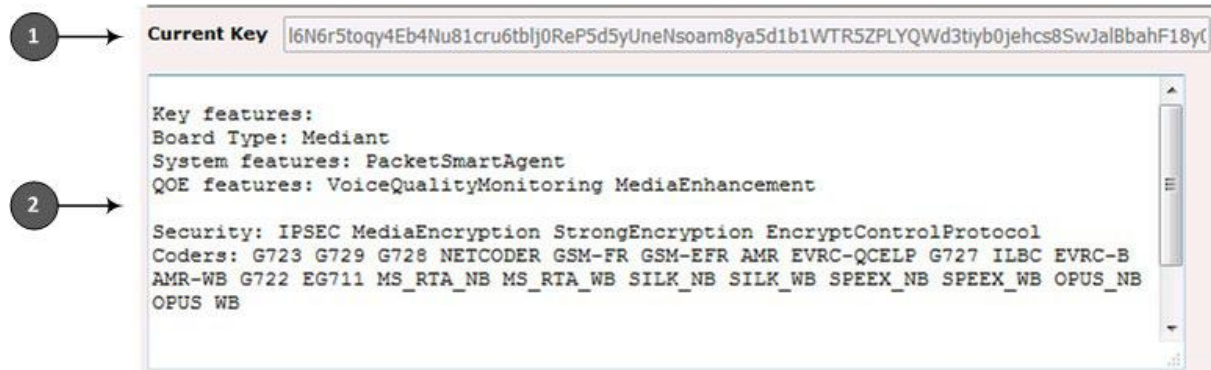 1
Current Key l6N6r5toqy4Eb4Nu81cru6tblj0ReP5d5yUneNsoam8ya5d1b1WTR5ZPLYQWd3tiyb0jehcs8SwJalBbahF18y(
Key features:
Board Type: Mediant
System features: PacketSmartAgent
QOE features: VoiceQualityMonitoring MediaEnhancement
2
Security: IPSEC MediaEncryption StrongEncryption EncryptControlProtocol
Coders: G723 G729 G728 NETCODER GSM-FR GSM-EFR AMR EVRC-QCELP G727 ILBC EVRC-B
AMR-WB G722 EG711 MS_RTA_NB MS_RTA_WB SILK_NB SILK_WB SPEEX_NB SPEEX_WB OPUS_NB
OPUS WB